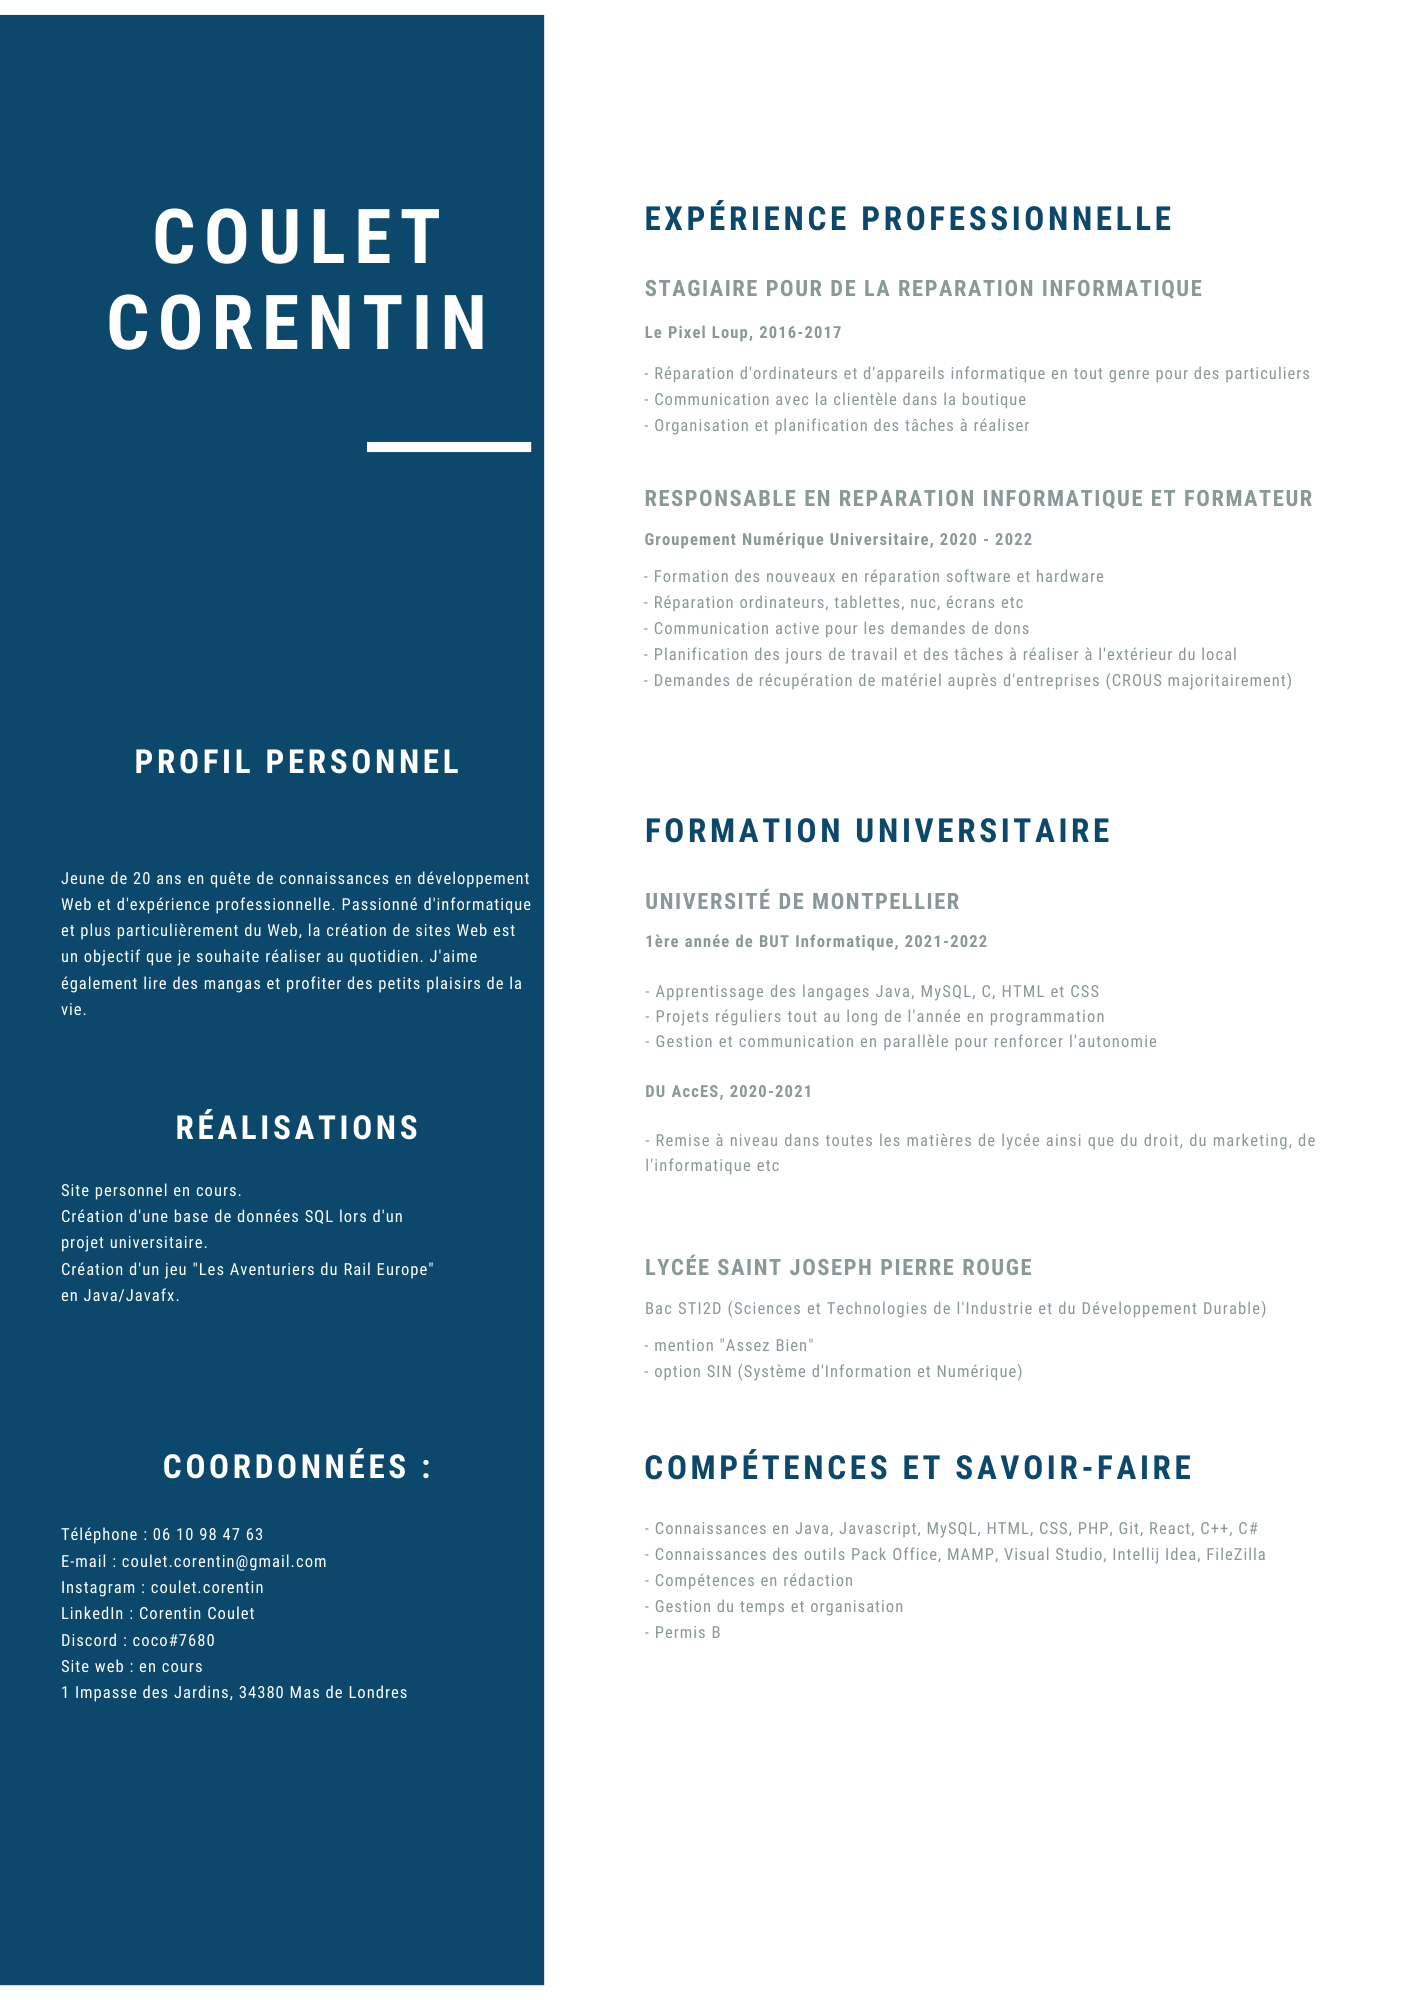 COULET
CORENTIN
PROFIL PERSONNEL
Jeune de 20 ans en quête de connaissances en développement
Web et d'expérience professionnelle. Passionné d'informatique
et plus particulièrement du Web, la création de sites Web est
un objectif que je souhaite réaliser au quotidien. J'aime
également lire des mangas et profiter des petits plaisirs de la
vie.
RÉALISATIONS
Site personnel en cours.
Création d'une base de données SQL lors d'un
projet universitaire.
Création d'un jeu "Les Aventuriers du Rail Europe"
en Java/Javafx.
COORDONNÉES :
Téléphone : 06 10 98 47 63
E-mail : coulet.corentin@gmail.com
Instagram : coulet.corentin
LinkedIn : Corentin Coulet
Discord : coco#7680
Site web : en cours
1 Impasse des Jardins, 34380 Mas de Londres
EXPÉRIENCE PROFESSIONNELLE
STAGIAIRE POUR DE LA REPARATION INFORMATIQUE
Le Pixel Loup, 2016-2017
- Réparation d'ordinateurs et d'appareils informatique en tout genre pour des particuliers
- Communication avec la clientèle dans la boutique
- Organisation et planification des tâches à réaliser
RESPONSABLE EN REPARATION INFORMATIQUE ET FORMATEUR
Groupement Numérique Universitaire, 2020 - 2022
- Formation des nouveaux en réparation software et hardware
- Réparation ordinateurs, tablettes, nuc, écrans etc
- Communication active pour les demandes de dons
- Planification des jours de travail et des tâches à réaliser à l'extérieur du local
- Demandes de récupération de matériel auprès d'entreprises (CROUS majoritairement)
FORMATION UNIVERSITAIRE
UNIVERSITÉ DE MONTPELLIER
1ère année de BUT Informatique, 2021-2022
- Apprentissage des langages Java, MySQL, C, HTML et CSS
- Projets réguliers tout au long de l'année en programmation
- Gestion et communication en parallèle pour renforcer l'autonomie
DU AccES, 2020-2021
- Remise à niveau dans toutes les matières de lycée ainsi que du droit, du marketing, de
l'informatique etc
LYCÉE SAINT JOSEPH PIERRE ROUGE
Bac STI2D (Sciences et Technologies de l'Industrie et du Développement Durable)
- mention "Assez Bien"
- option SIN (Système d'Information et Numérique)
COMPÉTENCES ET SAVOIR-FAIRE
- Connaissances en Java, Javascript, MySQL, HTML, CSS, PHP, Git, React, C++, C#
- Connaissances des outils Pack Office, MAMP, Visual Studio, Intellij Idea, FileZilla
- Compétences en rédaction
- Gestion du temps et organisation
- Permis B